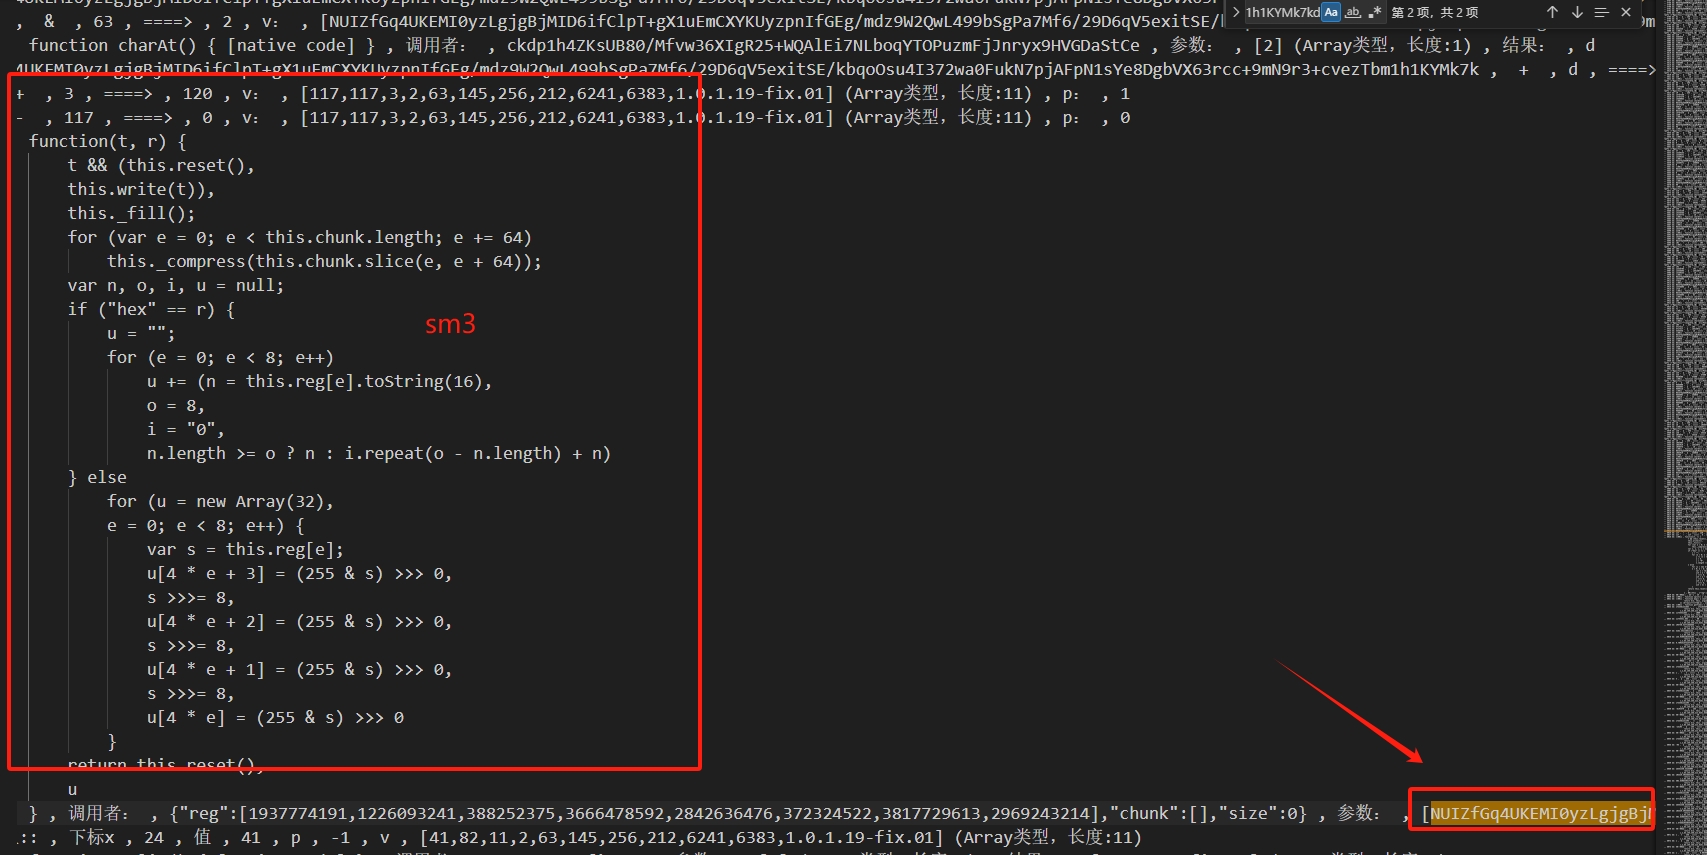 1h1KYMk7kd Aa ab .* 第2项, 共2项
, & , 63 , ====> , 2 , v： , [NUIZfGq4UKEMI0yzLgjgBjMID6ifClpT+gX1uEmCXYKUyzpnIfGEg/mdz9W2QwL499bSgPa7Mf6/29D6qV5exitSE/
function charAt() { [native code] } , 调用者： , ckdp1h4ZKsUB80/Mfvw36XIgR25+WQAlEi7NLboqYTOPuzmFjJnryx9HVGDaStCe , 参数： , [2] (Array类型，长度:1) , 结果： , d
4UKEMI0yzLgjgBjMID6ifClpT+gX1uEmCXYKUyzpnIfGEg/mdz9W2QwL499bSgPa7Mf6/29D6qV5exitSE/kbqoOsu4I372wa0FukN7pjAFpN1sYe8DgbVX63rcc+9mN9r3+cvezTbm1h1KYMk7k , + , d , ====>
+ , 3 , ====> , 120 , v： , [117,117,3,2,63,145,256,212,6241,6383,1.0.1.19-fix.01] (Array类型，长度:11) , p： , 1
- , 117 , ====> , 0 , v： , [117,117,3,2,63,145,256,212,6241,6383,1.0.1.19-fix.01] (Array类型，长度:11) , p： , 0
function(t, r) {
t && (this.reset(),
this.write(t)),
this._fill();
for (var e = 0; e < this.chunk.length; e += 64)
this._compress(this.chunk.slice(e, e + 64));
var n, o, i, u = null;
if ("hex" == r) {
u = "";
for (e = 0; e < 8; e++)
sm3
u += (n = this.reg[e].toString(16),
o = 8,
i = "0",
n.length >= o ? n : i.repeat(o - n.length) + n)
} else
for (u = new Array(32),
e = 0; e < 8; e++) {
var s = this.reg[e];
u[4 * e + 3] = (255 & s) >>> 0,
s >>>= 8,
u[4 * e + 2] = (255 & s) >>> 0,
s >>>= 8,
u[4 * e + 1] = (255 & s) >>> 0,
s >>>= 8,
u[4 * e] = (255 & s) >>> 0
}
return this.reset(),
u
} , 调用者： , {"reg":[1937774191,1226093241,388252375,3666478592,2842636476,372324522,3817729613,2969243214],"chunk":[],"size":0} , 参数： , [NUIZfGq4UKEMI0yzLgjgBj
:: , 下标x , 24 , 值 , 41 , p , -1 , v , [41,82,11,2,63,145,256,212,6241,6383,1.0.1.19-fix.01] (Array类型，长度:11)